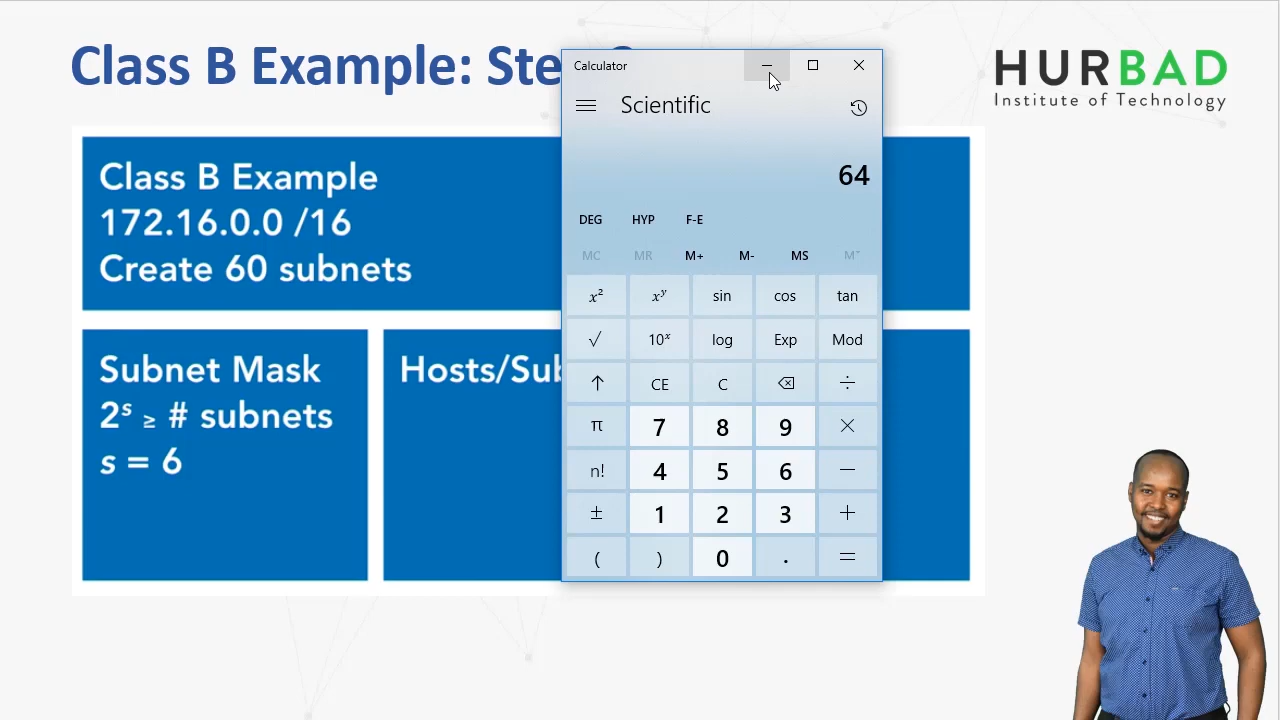 Class B Example: Ste
HURBAD
Institute of Technology
Class B Example
172.16.0.0 /16
Create 60 subnets
Subnet Mask
2ˢ ≥ # subnets
s = 6
Hosts/Sub
Calculator
Scientific
64
DEG HYP F-E
MC MR M+ M- MS M˅
x² xʸ sin cos tan
√ 10ˣ log Exp Mod
↑ CE C ⌫ ÷
π 7 8 9 ×
n! 4 5 6 −
± 1 2 3 +
( ) 0 . =